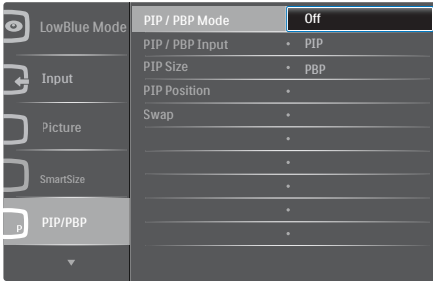 LowBlue Mode
Input
Picture
SmartSize
P
PIP/PBP
PIP / PBP Mode
PIP / PBP Input
PIP Size
PIP Position
Swap
Off
• PIP
• PBP
•
•
•
•
•
•
•